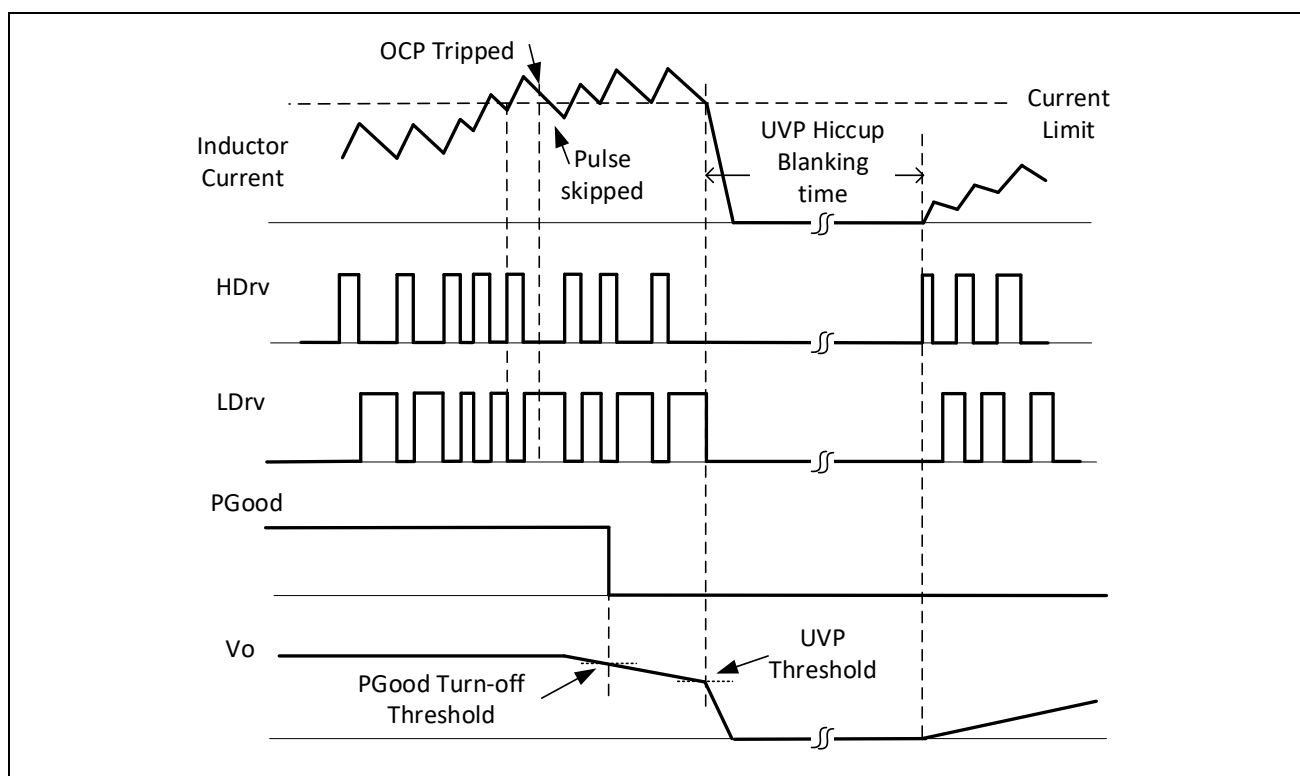 OCP Tripped
Inductor
Current
Pulse
skipped
UVP Hiccup
Blanking
time
Current
Limit
HDrv
LDrv
PGood
Vo
PGood Turn-off
Threshold
UVP
Threshold